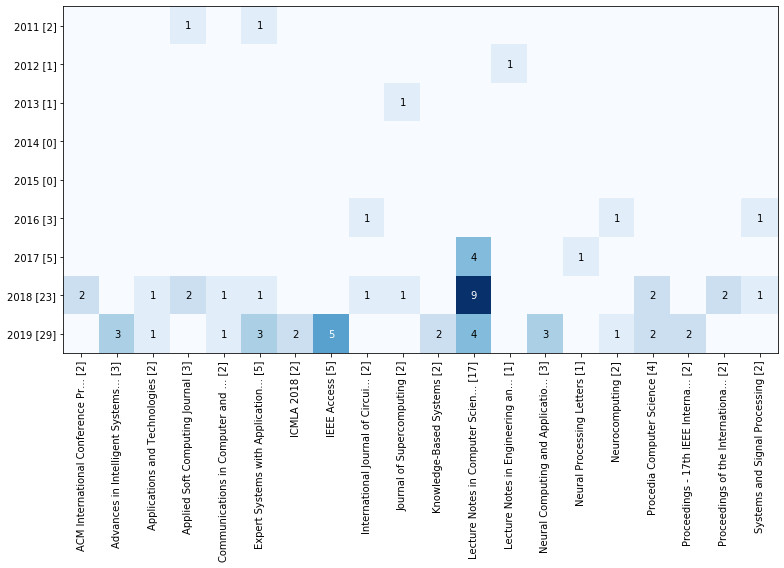 2011 [2] 1 1
2012 [1] 1
2013 [1] 1
2014 [0]
2015 [0]
2016 [3] 1 1 1
2017 [5] 4 1
2018 [23] 2 1 2 1 1 1 1 9 2 2 1
2019 [29] 3 1 1 3 2 5 2 4 3 1 2 2
ACM International Conference Pr... [2]
Advances in Intelligent Systems... [3]
Applications and Technologies [2]
Applied Soft Computing Journal [3]
Communications in Computer and ... [2]
Expert Systems with Application... [5]
ICMLA 2018 [2]
IEEE Access [5]
International Journal of Circui... [2]
Journal of Supercomputing [2]
Knowledge-Based Systems [2]
Lecture Notes in Computer Scien... [17]
Lecture Notes in Engineering an... [1]
Neural Computing and Applicatio... [3]
Neural Processing Letters [1]
Neurocomputing [2]
Procedia Computer Science [4]
Proceedings - 17th IEEE Interna... [2]
Proceedings of the Internationa... [2]
Systems and Signal Processing [2]